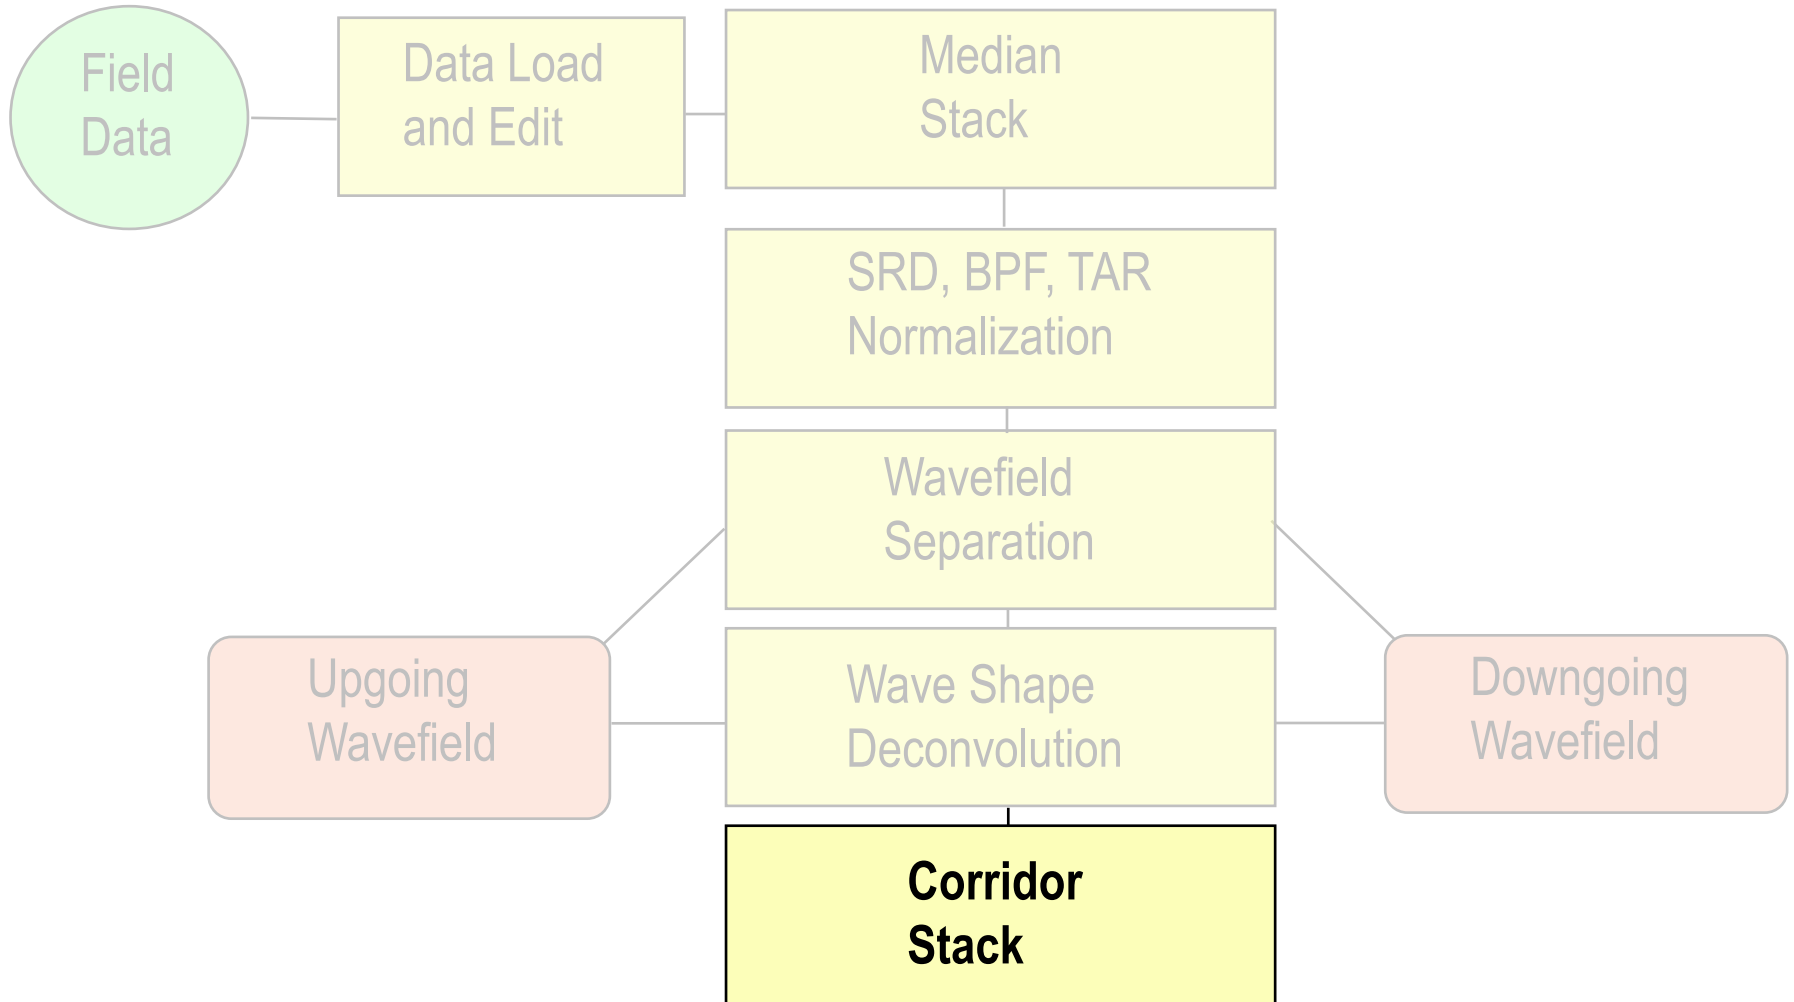 Field
Data
Data Load
and Edit
Median
Stack
SRD, BPF, TAR
Normalization
Wavefield
Separation
Upgoing
Wavefield
Wave Shape
Deconvolution
Downgoing
Wavefield
Corridor
Stack